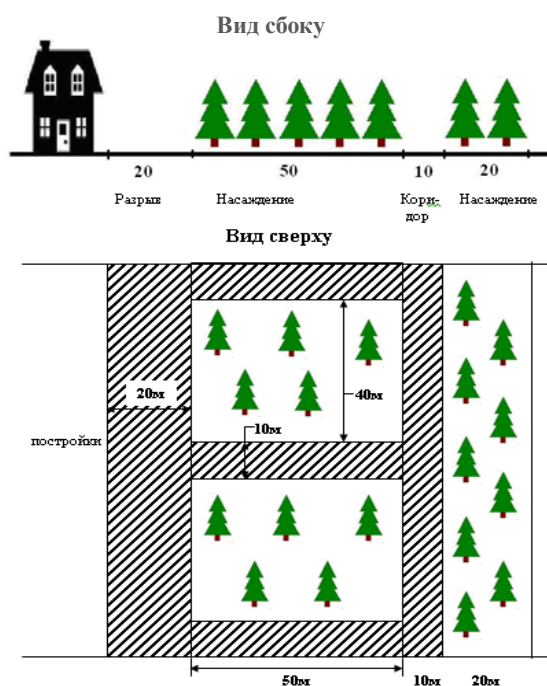 Вид сбоку
20 50 10 20
Разрыв Насаждение Кори- Насаждение
дор
Вид сверху
20м
40м
10м
постройки
50м 10м 20м